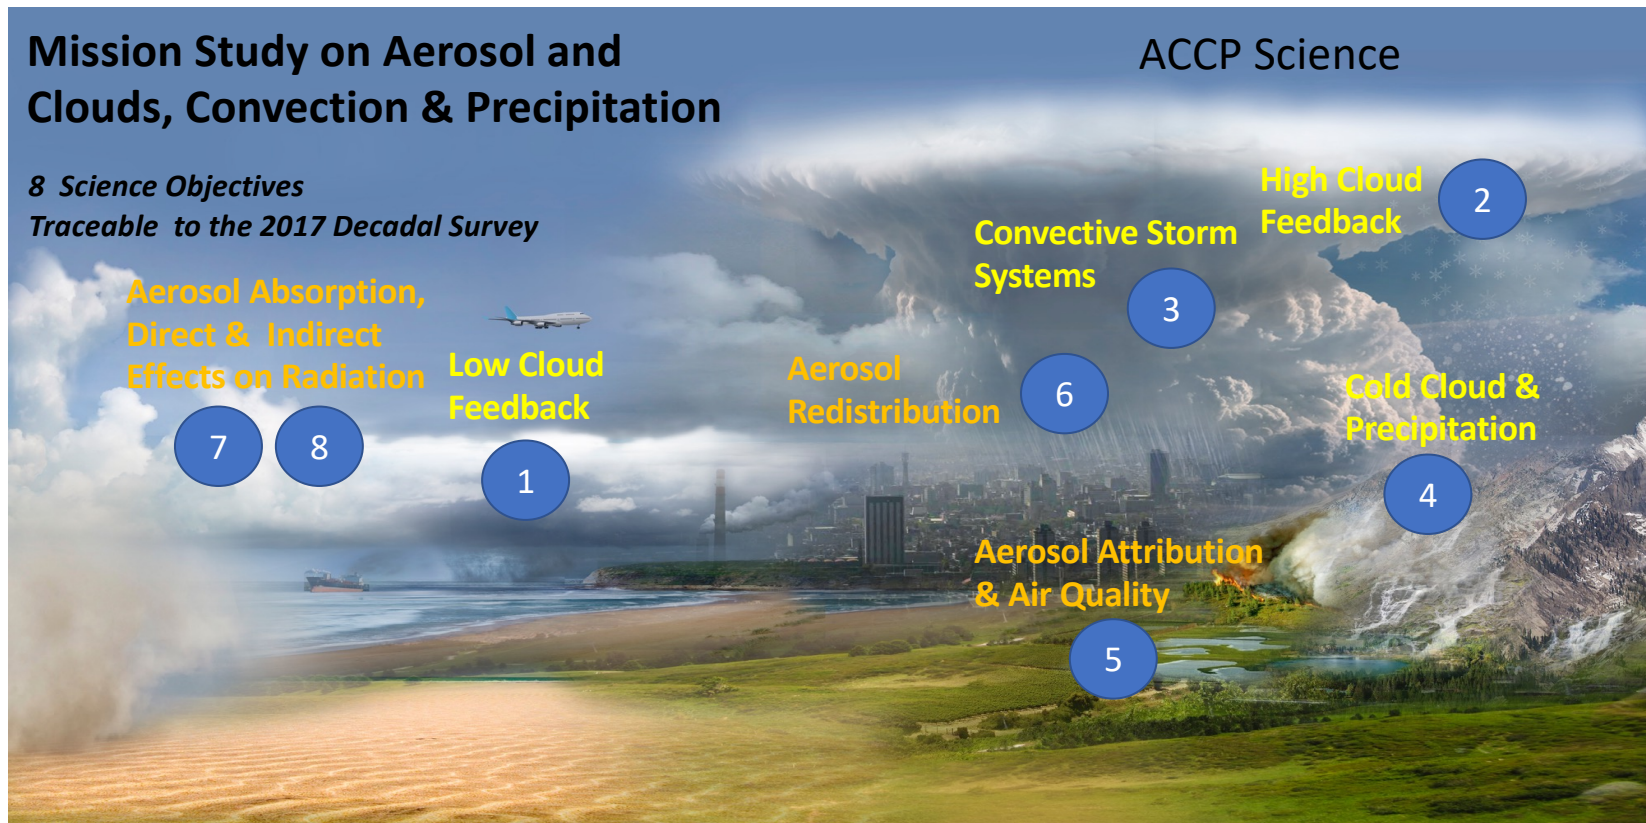 Mission Study on Aerosol and
Clouds, Convection & Precipitation
ACCP Science
8 Science Objectives
Traceable to the 2017 Decadal Survey
High Cloud
Feedback
2
Convective Storm
Systems
3
Aerosol Absorption,
Direct & Indirect
Effects on Radiation
7
8
Low Cloud
Feedback
1
Aerosol
Redistribution
6
Cold Cloud &
Precipitation
4
Aerosol Attribution
& Air Quality
5